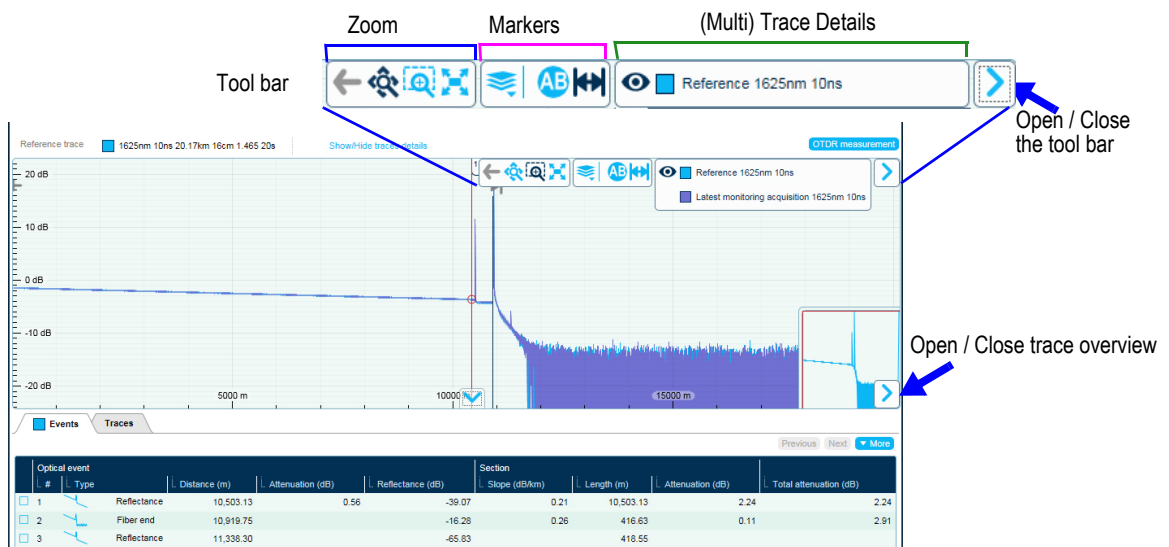 Zoom Markers (Multi) Trace Details
Tool bar
AB
Reference 1625nm 10ns
Open / Close
the tool bar
Reference trace 1625nm 10ns 20.17km 16cm 1.465 20s Show/Hide traces details OTDR measurement
20 dB
1
AB
Reference 1625nm 10ns
Latest monitoring acquisition 1625nm 10ns
10 dB
0 dB
-10 dB
Open / Close trace overview
-20 dB
5000 m 10000 15000 m
Events Traces
Previous Next More
Optical event Section
# Type Distance (m) Attenuation (dB) Reflectance (dB) Slope (dB/km) Length (m) Attenuation (dB) Total attenuation (dB)
1 Reflectance 10,503.13 0.56 -39.07 0.21 10,503.13 2.24 2.24
2 Fiber end 10,919.75 -16.28 0.26 416.63 0.11 2.91
3 Reflectance 11,338.30 -65.83 418.55